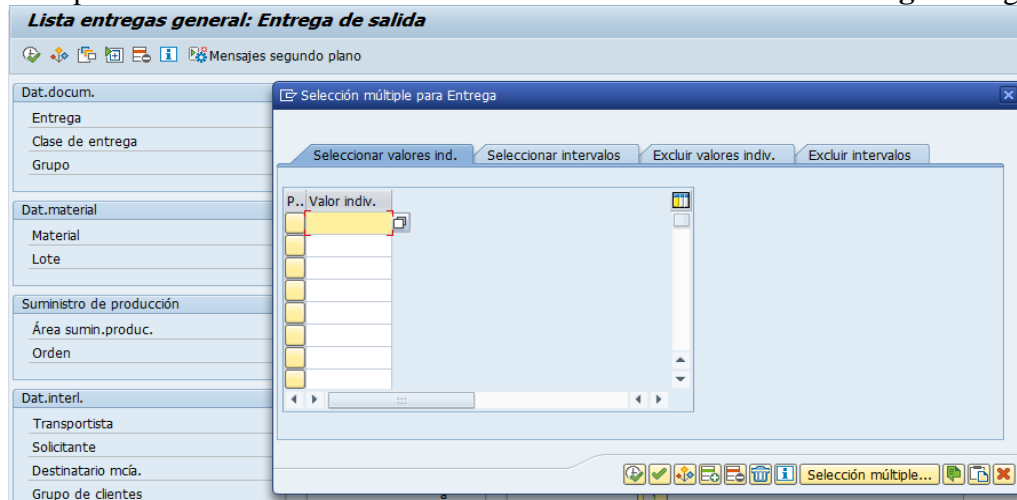 Lista entregas general: Entrega de salida
Mensajes segundo plano
Dat.docum.
Entrega
Clase de entrega
Grupo
Dat.material
Material
Lote
Suministro de producción
Área sumin.produc.
Orden
Dat.interl.
Transportista
Solicitante
Destinatario mcía.
Grupo de clientes
a
Selección múltiple para Entrega
Seleccionar valores ind.
Seleccionar intervalos
Excluir valores indiv.
Excluir intervalos
P.. Valor indiv.
Selección múltiple...